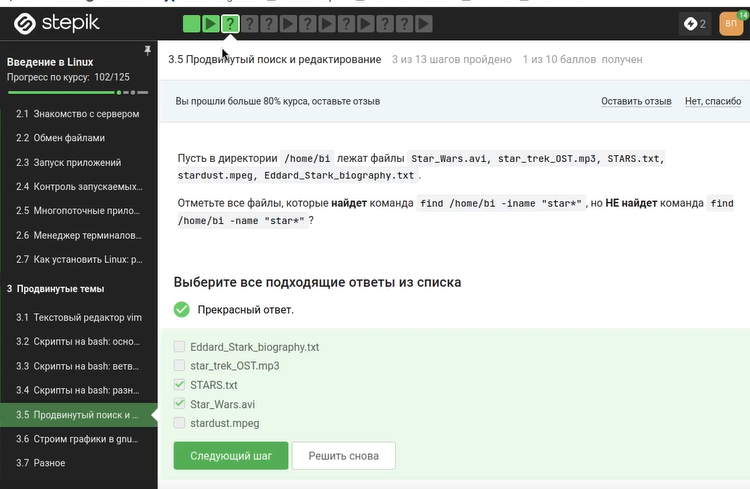 stepik
2
ВП
14
Введение в Linux
Прогресс по курсу: 102/125
2.1 Знакомство с сервером
2.2 Обмен файлами
2.3 Запуск приложений
2.4 Контроль запускаемых...
2.5 Многопоточные прило...
2.6 Менеджер терминалов...
2.7 Как установить Linux: р...
3 Продвинутые темы
3.1 Текстовый редактор vim
3.2 Скрипты на bash: осно...
3.3 Скрипты на bash: ветв...
3.4 Скрипты на bash: разн...
3.5 Продвинутый поиск и ...
3.6 Строим графики в gnu...
3.7 Разное
3.5 Продвинутый поиск и редактирование 3 из 13 шагов пройдено 1 из 10 баллов получен
Вы прошли больше 80% курса, оставьте отзыв Оставить отзыв Нет, спасибо
Пусть в директории /home/bi лежат файлы Star_Wars.avi, star_trek_OST.mp3, STARS.txt,
stardust.mpeg, Eddard_Stark_biography.txt .
Отметьте все файлы, которые найдет команда find /home/bi -iname "star*" , но НЕ найдет команда find
/home/bi -name "star*" ?
Выберите все подходящие ответы из списка
Прекрасный ответ.
Eddard_Stark_biography.txt
star_trek_OST.mp3
STARS.txt
Star_Wars.avi
stardust.mpeg
Следующий шаг Решить снова